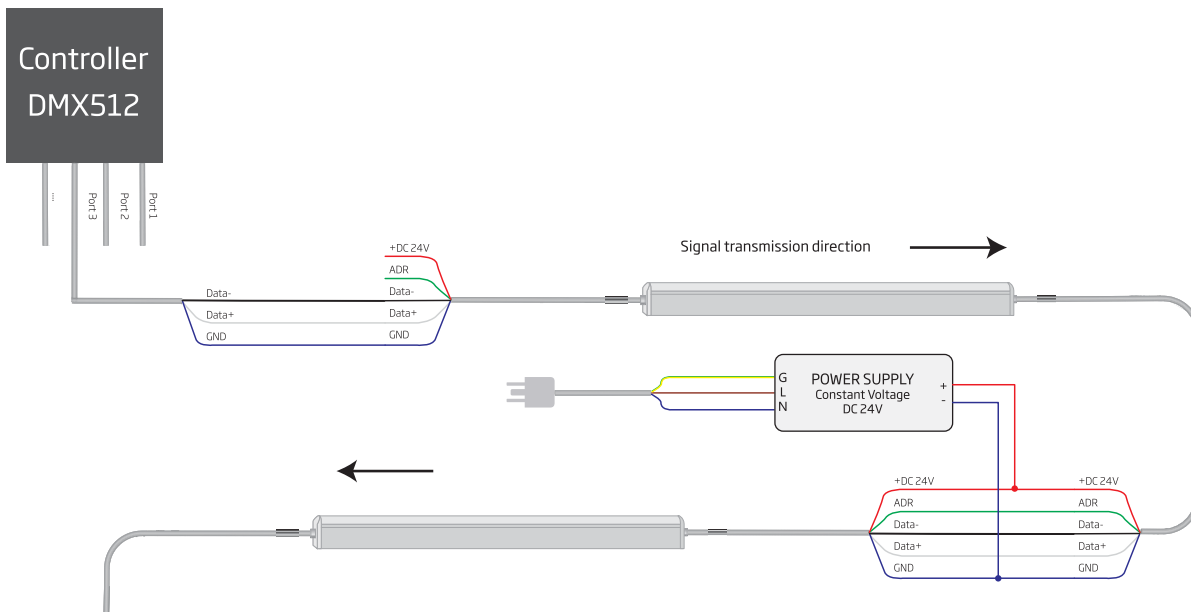 Controller
DMX512
....
Port 3
Port 2
Port 1
+DC 24V
ADR
Data-
Data-
Data+
Data+
GND
GND
Signal transmission direction
G
L
N
POWER SUPPLY
Constant Voltage
DC 24V
+
-
+DC 24V
+DC 24V
ADR
ADR
Data-
Data-
Data+
Data+
GND
GND